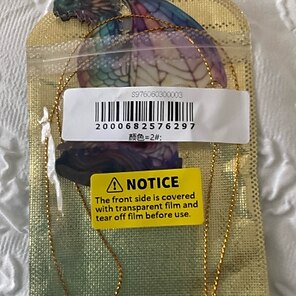 S976060300003
2000682576297
颜色=2#;
NOTICE
The front side is covered
with transparent film and
tear off film before use.